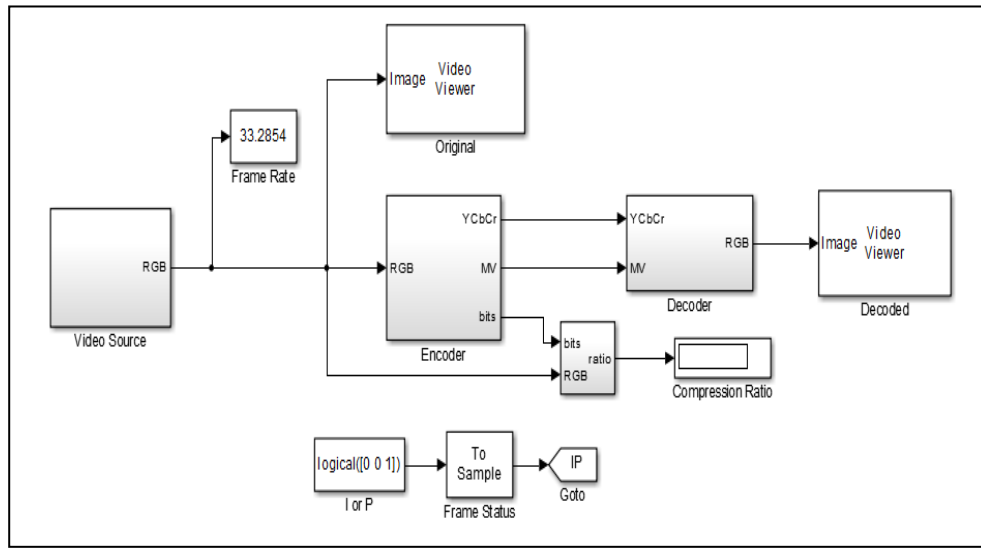 Image
Video
Viewer
Original
33.2854
Frame Rate
RGB
Video Source
RGB
YCbCr
MV
bits
Encoder
YCbCr
MV
RGB
Decoder
Image
Video
Viewer
Decoded
bits
RGB
ratio
Compression Ratio
logical([0 0 1])
I or P
To
Sample
Frame Status
IP
Goto